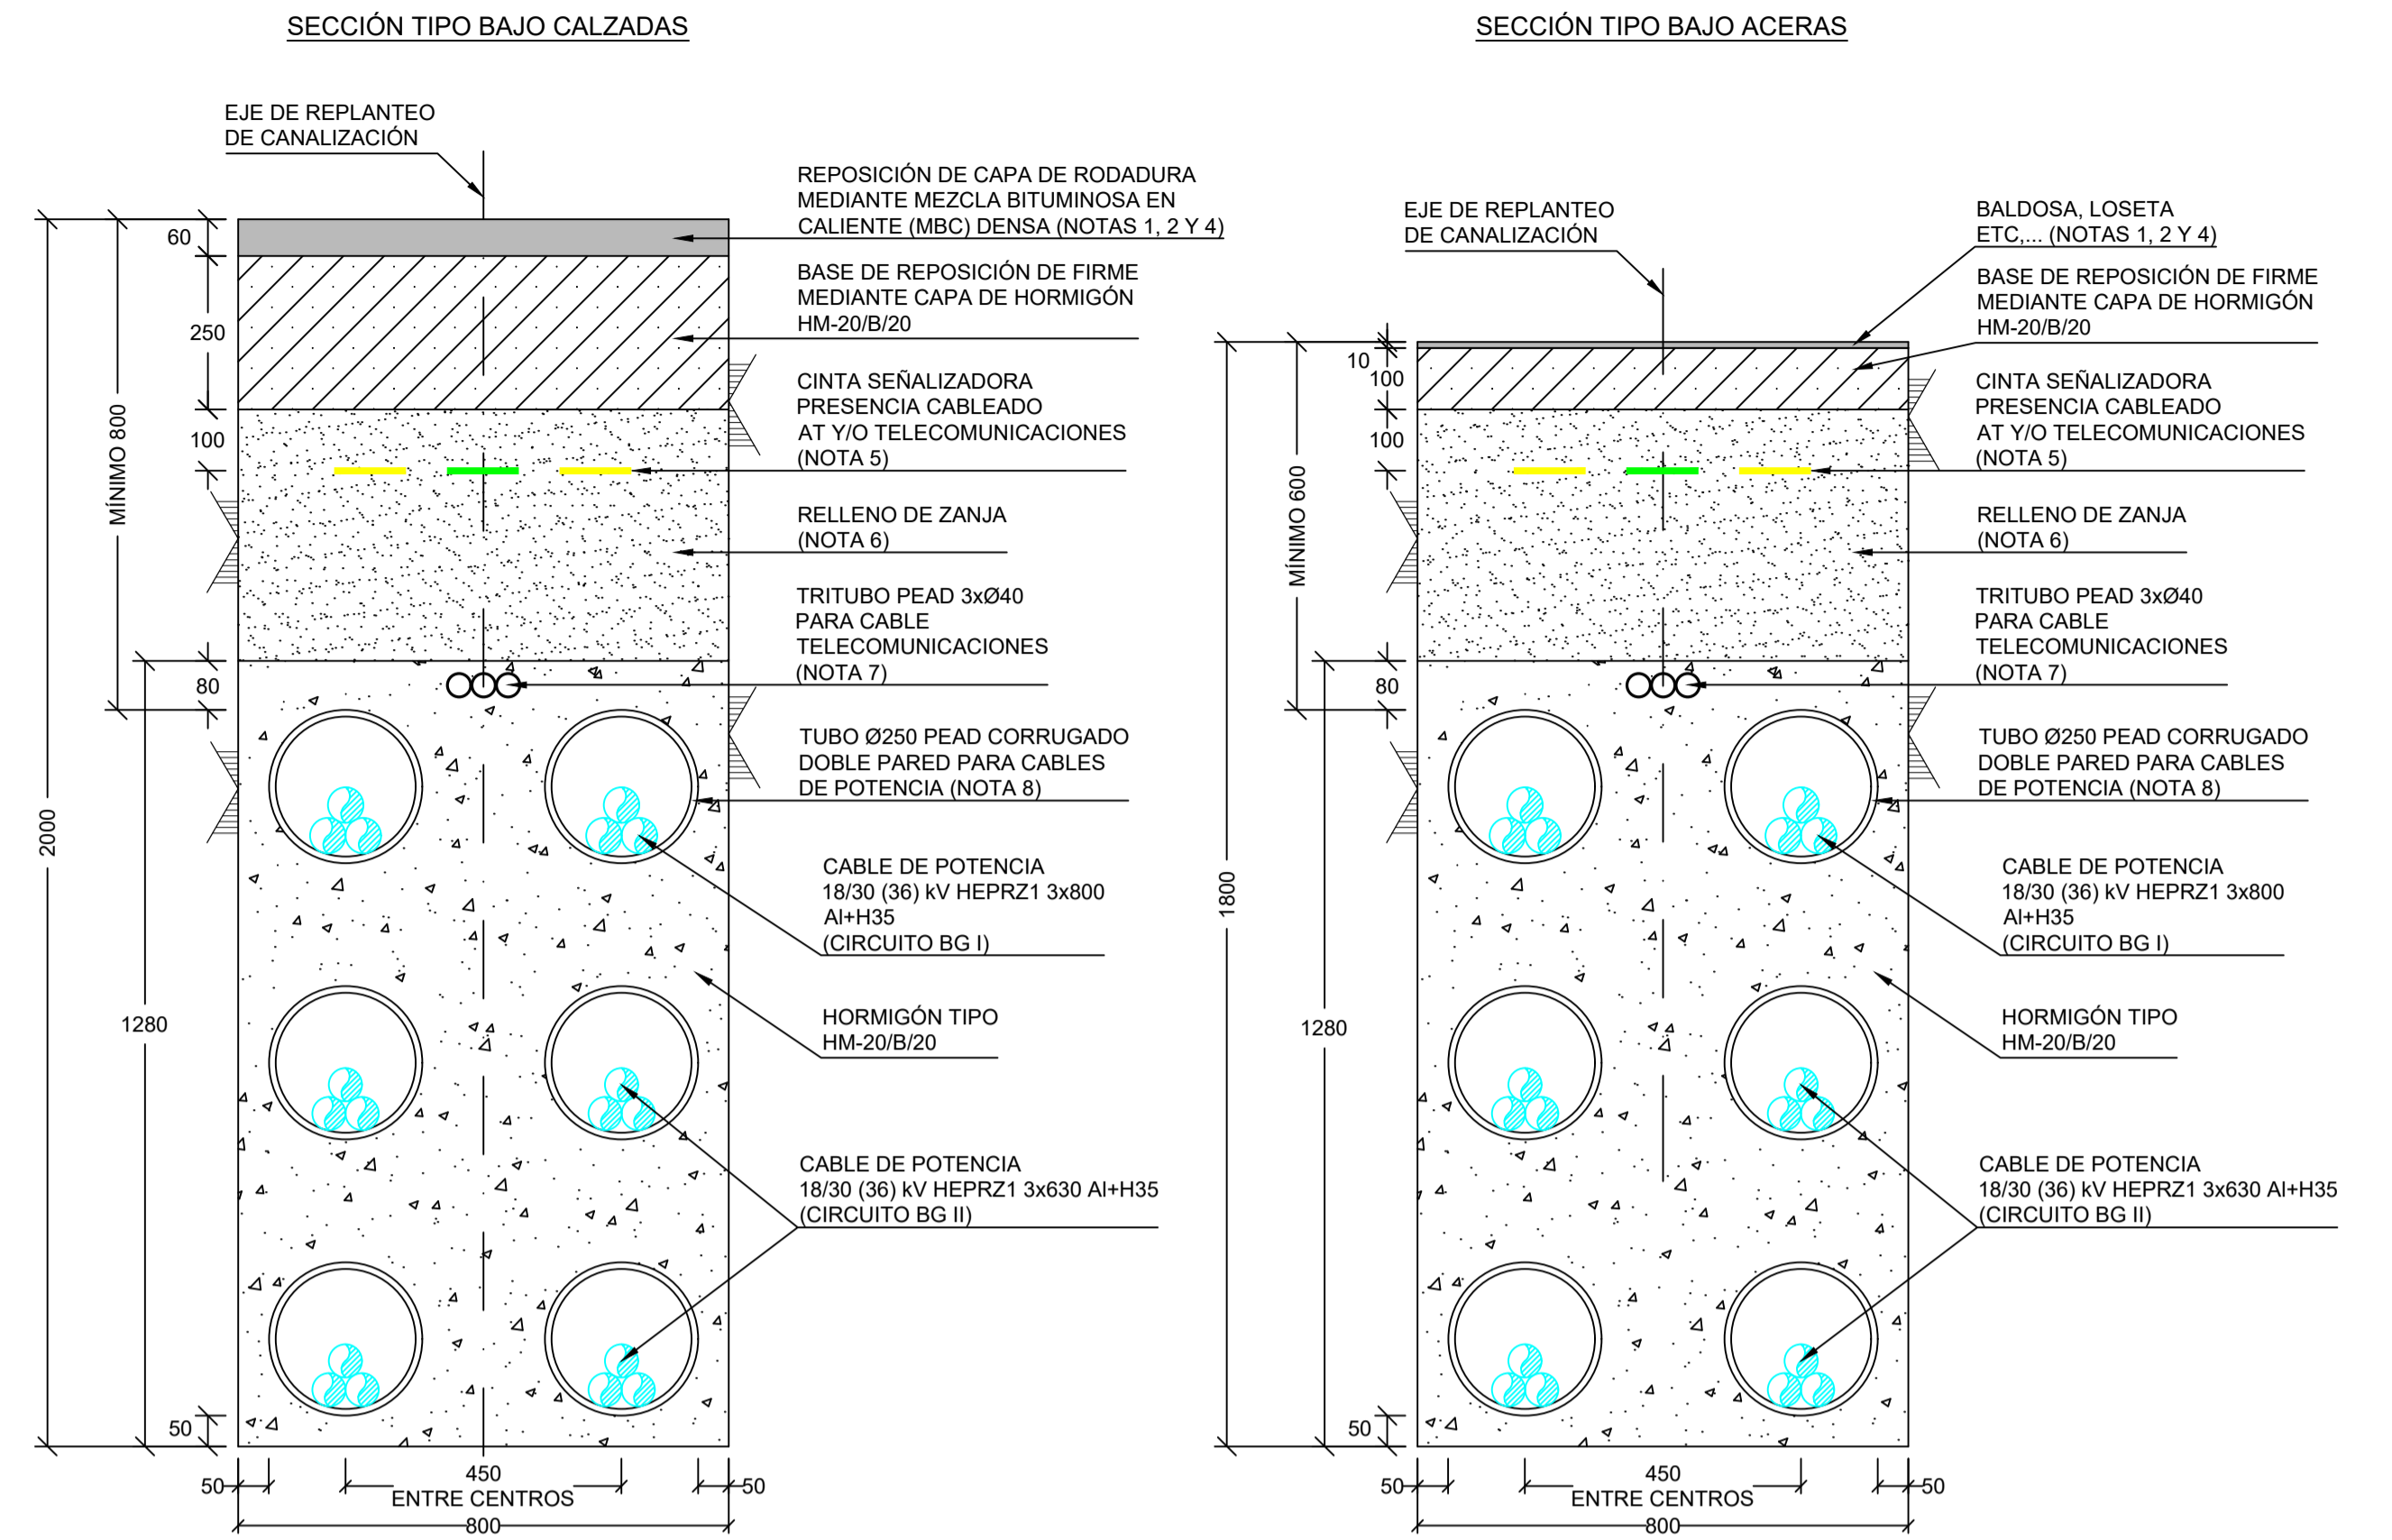 SECCIÓN TIPO BAJO CALZADAS
EJE DE REPLANTEO
DE CANALIZACIÓN
REPOSICIÓN DE CAPA DE RODADURA
MEDIANTE MEZCLA BITUMINOSA EN
CALIENTE (MBC) DENSA (NOTAS 1, 2 Y 4)
BASE DE REPOSICIÓN DE FIRME
MEDIANTE CAPA DE HORMIGÓN
HM-20/B/20
CINTA SEÑALIZADORA
PRESENCIA CABLEADO
AT Y/O TELECOMUNICACIONES
(NOTA 5)
RELLENO DE ZANJA
(NOTA 6)
TRITUBO PEAD 3xØ40
PARA CABLE
TELECOMUNICACIONES
(NOTA 7)
TUBO Ø250 PEAD CORRUGADO
DOBLE PARED PARA CABLES
DE POTENCIA (NOTA 8)
CABLE DE POTENCIA
18/30 (36) kV HEPRZ1 3x800
Al+H35
(CIRCUITO BG I)
HORMIGÓN TIPO
HM-20/B/20
CABLE DE POTENCIA
18/30 (36) kV HEPRZ1 3x630 Al+H35
(CIRCUITO BG II)
60
250
100
MÍNIMO 800
80
2000
1280
50
50
450
50
ENTRE CENTROS
800
SECCIÓN TIPO BAJO ACERAS
EJE DE REPLANTEO
DE CANALIZACIÓN
BALDOSA, LOSETA
ETC,... (NOTAS 1, 2 Y 4)
BASE DE REPOSICIÓN DE FIRME
MEDIANTE CAPA DE HORMIGÓN
HM-20/B/20
CINTA SEÑALIZADORA
PRESENCIA CABLEADO
AT Y/O TELECOMUNICACIONES
(NOTA 5)
RELLENO DE ZANJA
(NOTA 6)
TRITUBO PEAD 3xØ40
PARA CABLE
TELECOMUNICACIONES
(NOTA 7)
TUBO Ø250 PEAD CORRUGADO
DOBLE PARED PARA CABLES
DE POTENCIA (NOTA 8)
CABLE DE POTENCIA
18/30 (36) kV HEPRZ1 3x800
Al+H35
(CIRCUITO BG I)
HORMIGÓN TIPO
HM-20/B/20
CABLE DE POTENCIA
18/30 (36) kV HEPRZ1 3x630 Al+H35
(CIRCUITO BG II)
10
100
100
MÍNIMO 600
80
1800
1280
50
50
450
50
ENTRE CENTROS
800